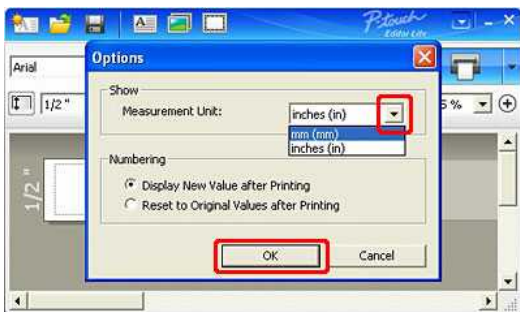 P-touch
Editor Lite
Arial
Options
Show
Measurement Unit:
inches (in)
mm (mm)
inches (in)
1/2 "
5 %
Numbering
Display New Value after Printing
Reset to Original Values after Printing
1/2 "
OK
Cancel